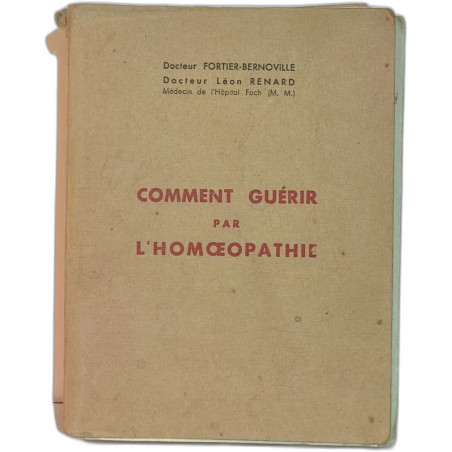 Docteur FORTIER-BERNOVILLE
Docteur Léon RENARD
Médecin de l'Hôpital Foch (M. M.)
COMMENT GUÉRIR
PAR
L'HOMŒOPATHIE